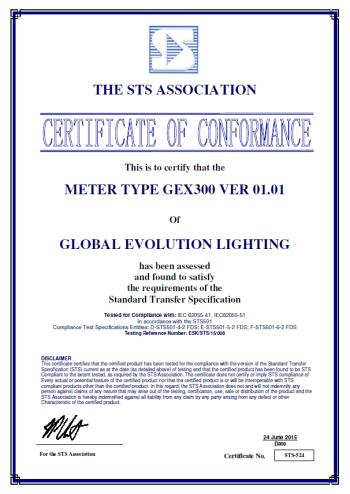 STS
THE STS ASSOCIATION
CERTIFICATE OF CONFORMANCE
This is to certify that the
METER TYPE GEX300 VER 01.01
Of
GLOBAL EVOLUTION LIGHTING
has been assessed
and found to satisfy
the requirements of the
Standard Transfer Specification
Tested for Compliance with: IEC 62055-41, IEC62055-51
in accordance with the STS501
Compliance Test Specifications Entities: D-STS501-4-2 FDS; E-STS501-5-2 FDS; F-STS501-6-2 FDS
Testing Reference Number: ESK/STS/15/
DISCLAIMER
This certificate certifies that the certified product has been tested for the compliance with the version of the Standard Transfer
Specification (STS) current as at the date (as detailed above) of testing and that the certified product has been found to be STS
Compliant to the extent tested, as required by the STS Association. The certificate does not certify or imply STS compliance of
Every actual or potential feature of the certified product nor that the certified product is or will be interoperable with STS
compliant products other than the certified product. In this regard, the STS Association does not and will not indemnify any
person against claims of any nature that may arise out of the testing, certification, use, sale or distribution of the product and the
STS Association is hereby indemnified against all liability from any claim by any party arising from any defect or other
Characteristic of the certified product.
24 June 2015
Date
For the STS Association
Certificate No. STS-524